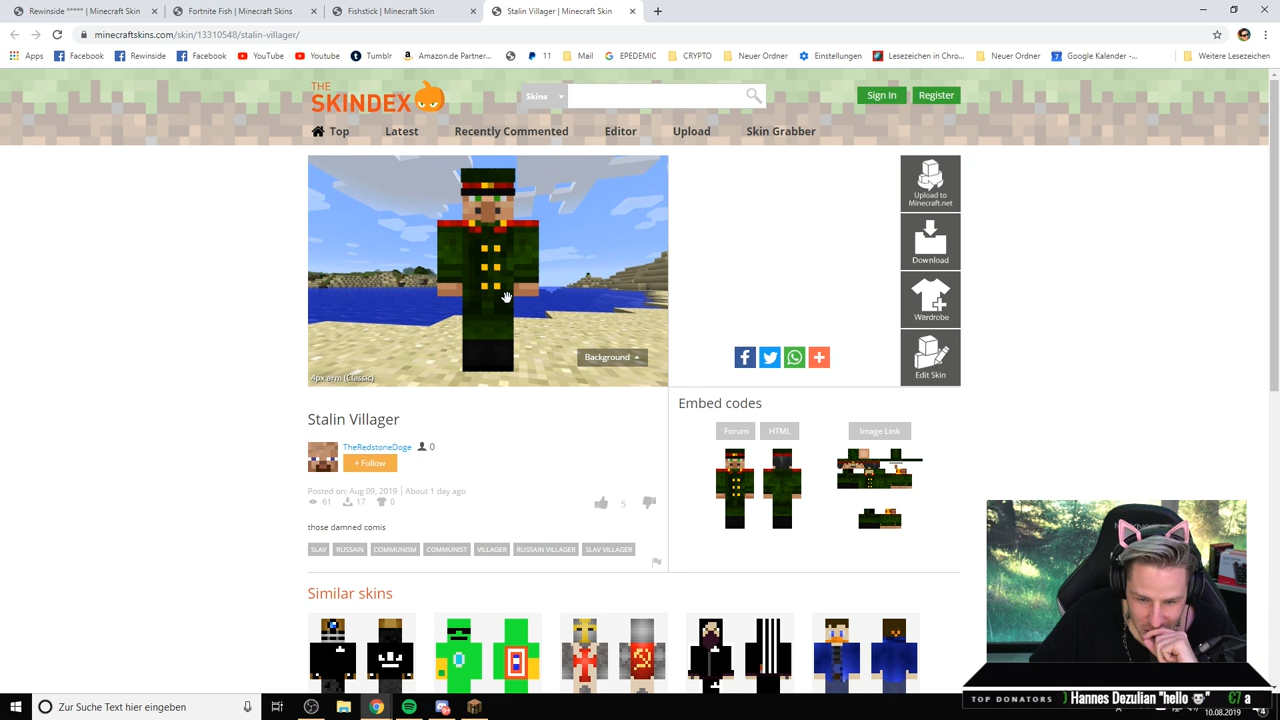 Rewinside ***** | Minecraft Skin
Fortnite Fish | Minecraft Skins
Fishstick | Minecraft Skins
Stalin Villager | Minecraft Skin
minecraftskins.com/skin/13310548/stalin-villager/
Apps Facebook Rewinside Facebook YouTube Youtube Tumblr Amazon.de Partner... 11 Mail EPEDEMIC CRYPTO Neuer Ordner Einstellungen Lesezeichen in Chro... Neuer Ordner Google Kalender -... Weitere Lesezeichen
THE
SKINDEX
Skins
Sign In Register
Top Latest Recently Commented Editor Upload Skin Grabber
Upload to
Minecraft.net
Download
Wardrobe
Edit Skin
Background
4px arm (Classic)
Embed codes
Forum HTML Image Link
Stalin Villager
TheRedstoneDoge 0
+ Follow
Posted on: Aug 09, 2019 About 1 day ago
61 17 0
5
those damned comis
SLAV RUSSAIN COMMUNISM COMMUNIST VILLAGER RUSSAIN VILLAGER SLAV VILLAGER
Similar skins
TOP DONATORS ) Hannes Dezulian "hello" €7 a
Zur Suche Text hier eingeben
10.08.2019